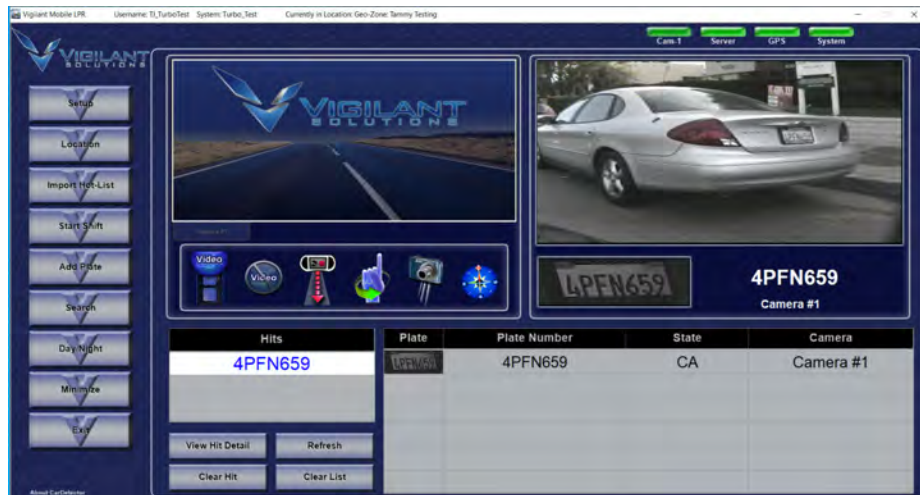 Vigilant Mobile LPR Username: TJ_TurboTest System: Turbo_Test Currently in Location: Geo-Zone: Tammy Testing
Cam-1 Server GPS System
VIGILANT
SOLUTIONS
VIGILANT
SOLUTIONS
Setup
Location
Import Hot-List
Start Shift
Add Plate
Search
Day/Night
Minimize
Exit
About CarDetector
Video
Video
4PFN659
4PFN659
Camera #1
Hits
4PFN659
View Hit Detail Refresh
Clear Hit Clear List
Plate Plate Number State Camera
4PFN659 4PFN659 CA Camera #1